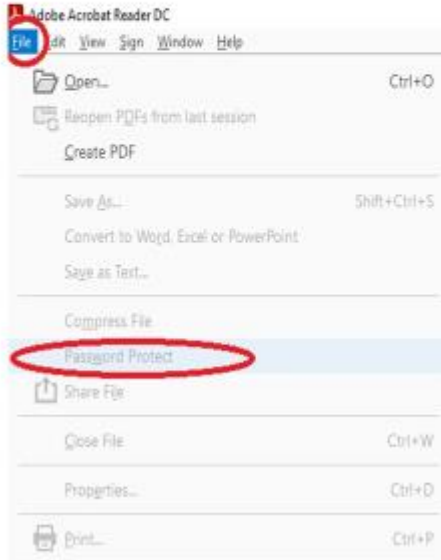 Adobe Acrobat Reader DC
File Edit View Sign Window Help
Open... Ctrl+O
Reopen PDFs from last session
Create PDF
Save As... Shift+Ctrl+S
Convert to Word, Excel or PowerPoint
Save as Text...
Compress File
Password Protect
Share File
Close File Ctrl+W
Properties... Ctrl+D
Print... Ctrl+P